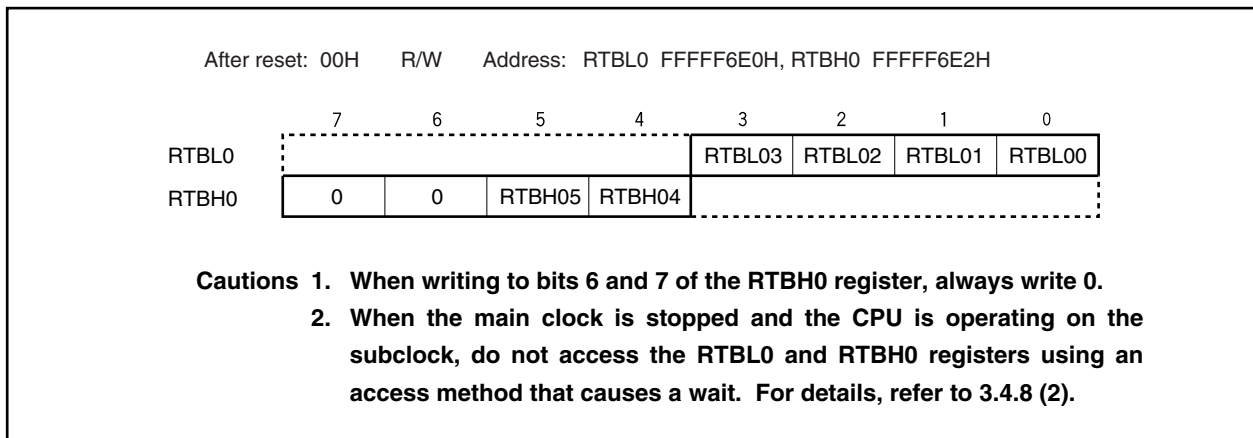 After reset: 00H R/W Address: RTBL0 FFFFF6E0H, RTBH0 FFFFF6E2H
7 6 5 4 3 2 1 0
RTBL0 RTBL03 RTBL02 RTBL01 RTBL00
RTBH0 0 0 RTBH05 RTBH04
Cautions 1. When writing to bits 6 and 7 of the RTBH0 register, always write 0.
2. When the main clock is stopped and the CPU is operating on the
subclock, do not access the RTBL0 and RTBH0 registers using an
access method that causes a wait. For details, refer to 3.4.8 (2).